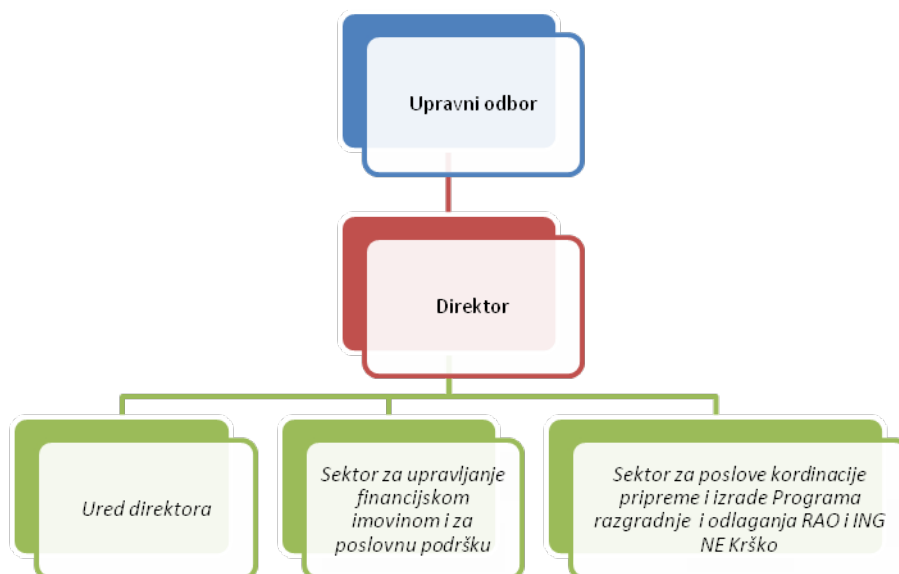 Upravni odbor
Direktor
Ured direktora
Sektor za upravljanje
financijskom
imovinom i za
poslovnu podršku
Sektor za poslove kordinacije
pripreme i izrade Programa
razgradnje i odlaganja RAO i ING
NE Krško